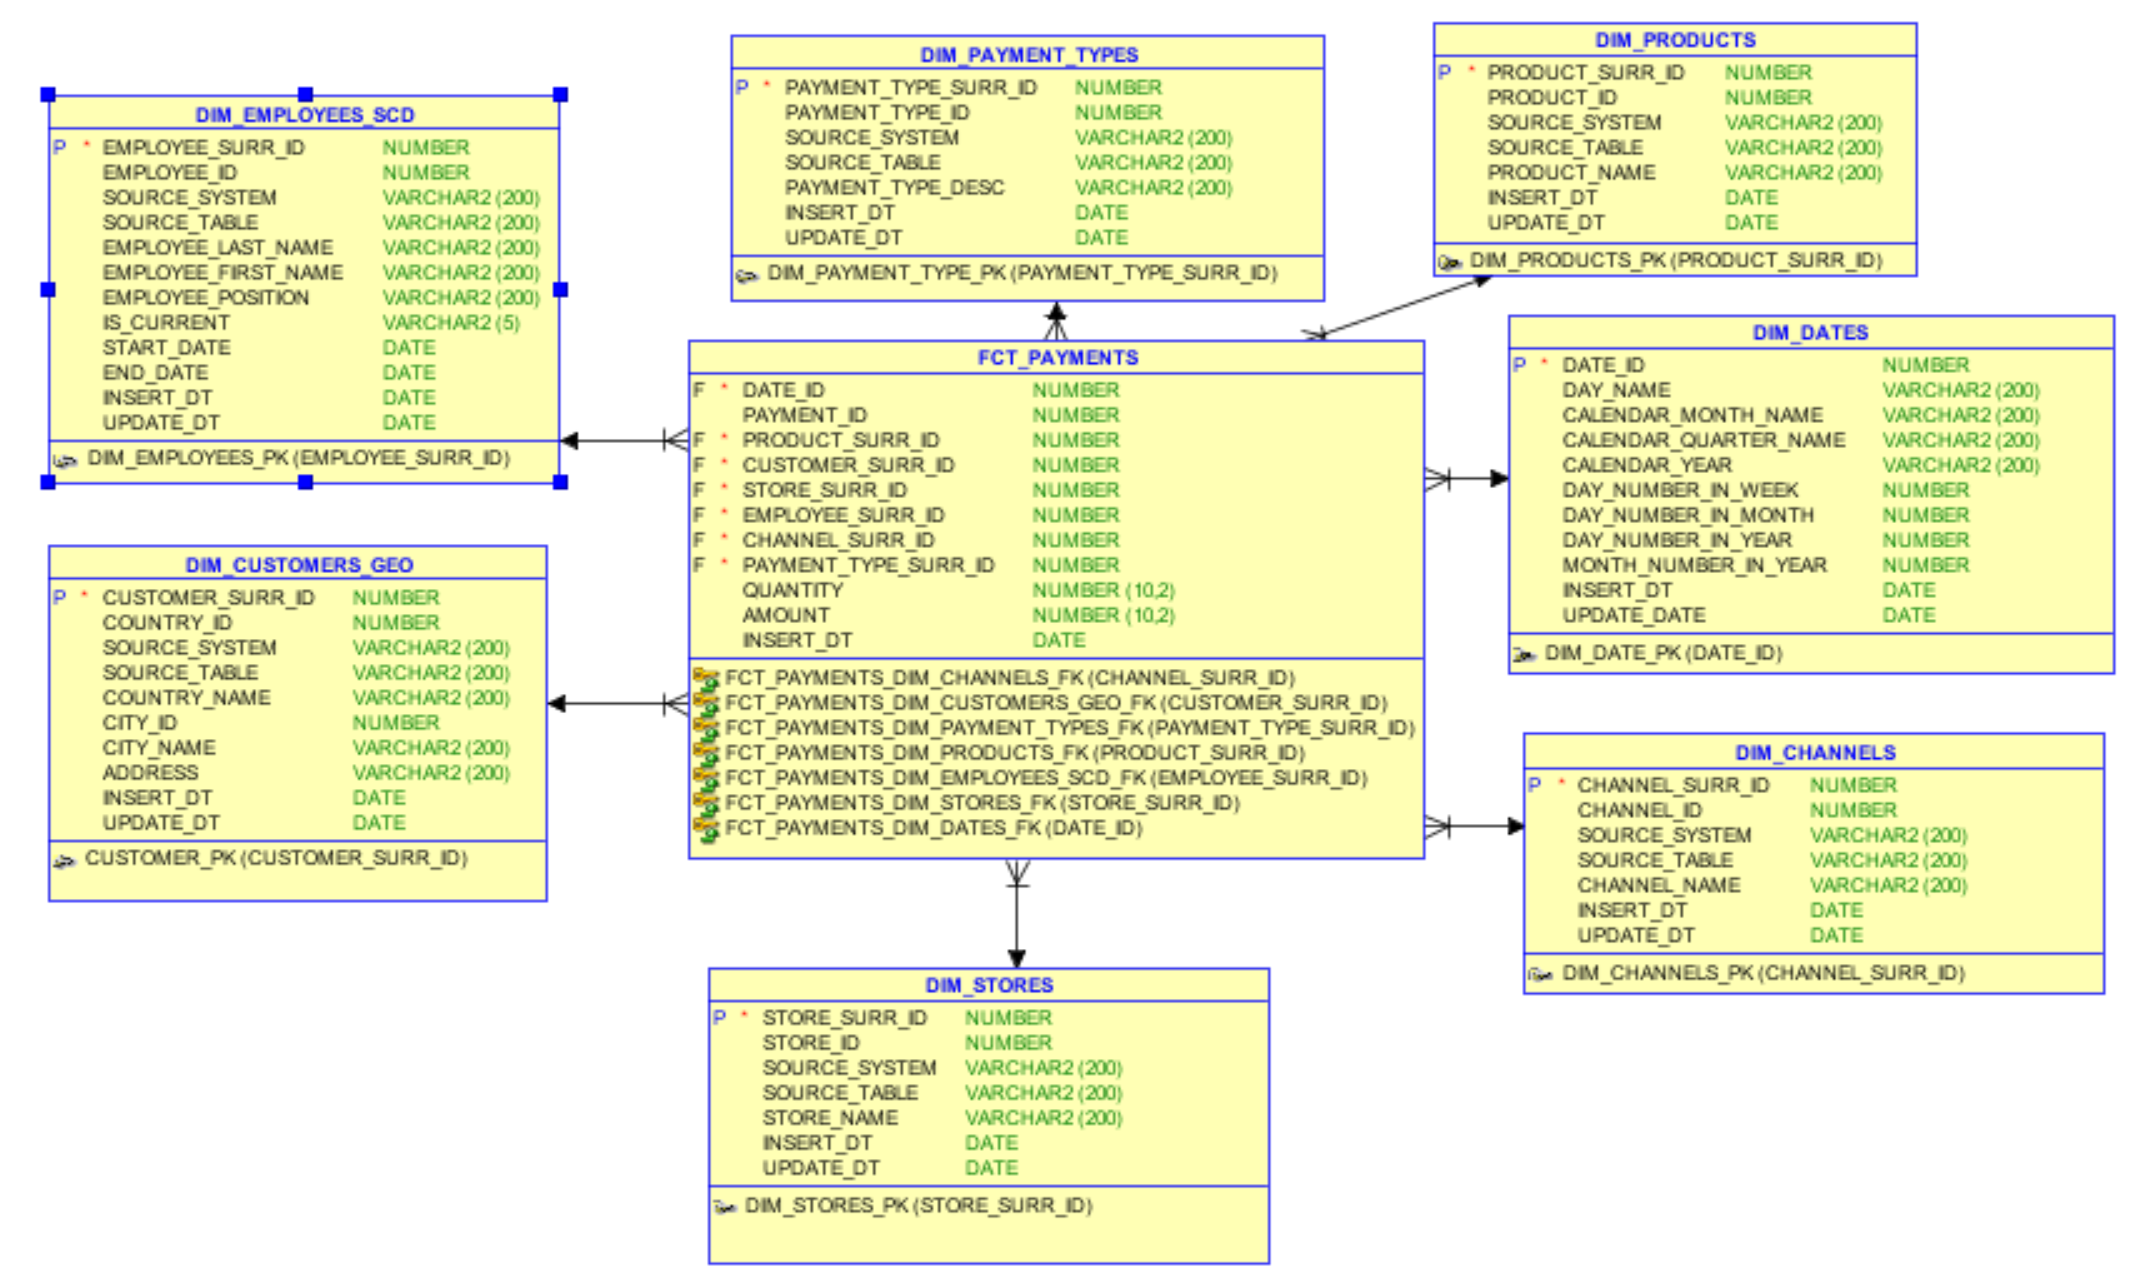 DIM_EMPLOYEES_SCD
P * EMPLOYEE_SURR_ID NUMBER
EMPLOYEE_ID NUMBER
SOURCE_SYSTEM VARCHAR2 (200)
SOURCE_TABLE VARCHAR2 (200)
EMPLOYEE_LAST_NAME VARCHAR2 (200)
EMPLOYEE_FIRST_NAME VARCHAR2 (200)
EMPLOYEE_POSITION VARCHAR2 (200)
IS_CURRENT VARCHAR2 (5)
START_DATE DATE
END_DATE DATE
INSERT_DT DATE
UPDATE_DT DATE
DIM_EMPLOYEES_PK (EMPLOYEE_SURR_ID)
DIM_PAYMENT_TYPES
P * PAYMENT_TYPE_SURR_ID NUMBER
PAYMENT_TYPE_ID NUMBER
SOURCE_SYSTEM VARCHAR2 (200)
SOURCE_TABLE VARCHAR2 (200)
PAYMENT_TYPE_DESC VARCHAR2 (200)
INSERT_DT DATE
UPDATE_DT DATE
DIM_PAYMENT_TYPE_PK (PAYMENT_TYPE_SURR_ID)
DIM_PRODUCTS
P * PRODUCT_SURR_ID NUMBER
PRODUCT_ID NUMBER
SOURCE_SYSTEM VARCHAR2 (200)
SOURCE_TABLE VARCHAR2 (200)
PRODUCT_NAME VARCHAR2 (200)
INSERT_DT DATE
UPDATE_DT DATE
DIM_PRODUCTS_PK (PRODUCT_SURR_ID)
FCT_PAYMENTS
F * DATE_ID NUMBER
PAYMENT_ID NUMBER
F * PRODUCT_SURR_ID NUMBER
F * CUSTOMER_SURR_ID NUMBER
F * STORE_SURR_ID NUMBER
F * EMPLOYEE_SURR_ID NUMBER
F * CHANNEL_SURR_ID NUMBER
F * PAYMENT_TYPE_SURR_ID NUMBER
QUANTITY NUMBER (10,2)
AMOUNT NUMBER (10,2)
INSERT_DT DATE
FCT_PAYMENTS_DIM_CHANNELS_FK (CHANNEL_SURR_ID)
FCT_PAYMENTS_DIM_CUSTOMERS_GEO_FK (CUSTOMER_SURR_ID)
FCT_PAYMENTS_DIM_PAYMENT_TYPES_FK (PAYMENT_TYPE_SURR_ID)
FCT_PAYMENTS_DIM_PRODUCTS_FK (PRODUCT_SURR_ID)
FCT_PAYMENTS_DIM_EMPLOYEES_SCD_FK (EMPLOYEE_SURR_ID)
FCT_PAYMENTS_DIM_STORES_FK (STORE_SURR_ID)
FCT_PAYMENTS_DIM_DATES_FK (DATE_ID)
DIM_DATES
P * DATE_ID NUMBER
DAY_NAME VARCHAR2 (200)
CALENDAR_MONTH_NAME VARCHAR2 (200)
CALENDAR_QUARTER_NAME VARCHAR2 (200)
CALENDAR_YEAR VARCHAR2 (200)
DAY_NUMBER_IN_WEEK NUMBER
DAY_NUMBER_IN_MONTH NUMBER
DAY_NUMBER_IN_YEAR NUMBER
MONTH_NUMBER_IN_YEAR NUMBER
INSERT_DT DATE
UPDATE_DATE DATE
DIM_DATE_PK (DATE_ID)
DIM_CUSTOMERS_GEO
P * CUSTOMER_SURR_ID NUMBER
COUNTRY_ID NUMBER
SOURCE_SYSTEM VARCHAR2 (200)
SOURCE_TABLE VARCHAR2 (200)
COUNTRY_NAME VARCHAR2 (200)
CITY_ID NUMBER
CITY_NAME VARCHAR2 (200)
ADDRESS VARCHAR2 (200)
INSERT_DT DATE
UPDATE_DT DATE
CUSTOMER_PK (CUSTOMER_SURR_ID)
DIM_CHANNELS
P * CHANNEL_SURR_ID NUMBER
CHANNEL_ID NUMBER
SOURCE_SYSTEM VARCHAR2 (200)
SOURCE_TABLE VARCHAR2 (200)
CHANNEL_NAME VARCHAR2 (200)
INSERT_DT DATE
UPDATE_DT DATE
DIM_CHANNELS_PK (CHANNEL_SURR_ID)
DIM_STORES
P * STORE_SURR_ID NUMBER
STORE_ID NUMBER
SOURCE_SYSTEM VARCHAR2 (200)
SOURCE_TABLE VARCHAR2 (200)
STORE_NAME VARCHAR2 (200)
INSERT_DT DATE
UPDATE_DT DATE
DIM_STORES_PK (STORE_SURR_ID)